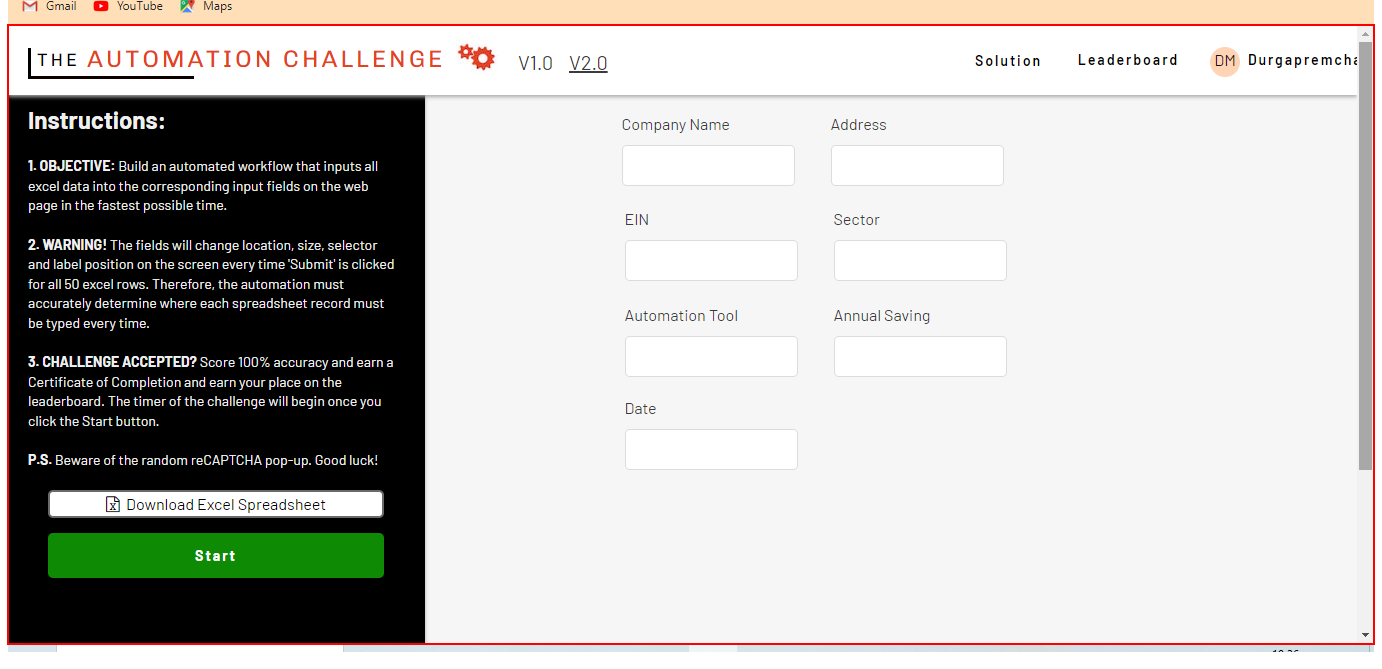 Gmail YouTube Maps
THE AUTOMATION CHALLENGE V1.0 V2.0 Solution Leaderboard DM Durgapremcha
Instructions:
1. OBJECTIVE: Build an automated workflow that inputs all
excel data into the corresponding input fields on the web
page in the fastest possible time.
2. WARNING! The fields will change location, size, selector
and label position on the screen every time 'Submit' is clicked
for all 50 excel rows. Therefore, the automation must
accurately determine where each spreadsheet record must
be typed every time.
3. CHALLENGE ACCEPTED? Score 100% accuracy and earn a
Certificate of Completion and earn your place on the
leaderboard. The timer of the challenge will begin once you
click the Start button.
P.S. Beware of the random reCAPTCHA pop-up. Good luck!
Download Excel Spreadsheet
Start
Company Name Address
EIN Sector
Automation Tool Annual Saving
Date